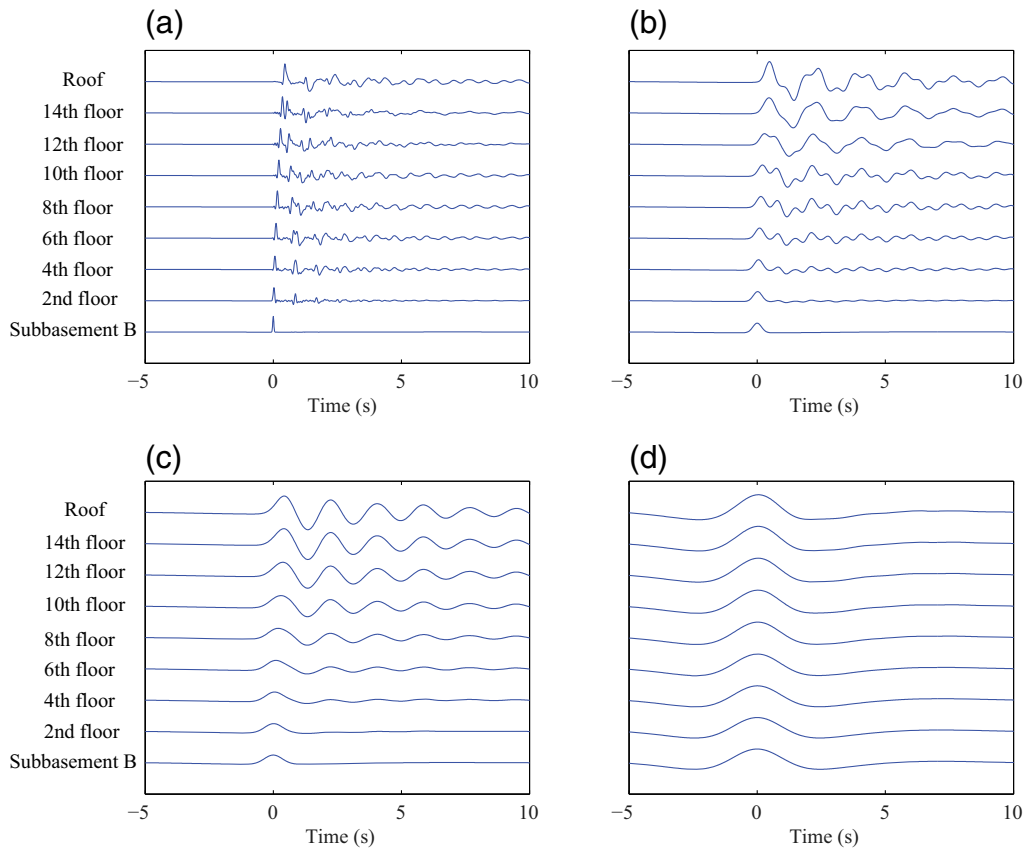 (a)
Roof
14th floor
12th floor
10th floor
8th floor
6th floor
4th floor
2nd floor
Subbasement B
−5 0 5 10
Time (s)
(b)
−5 0 5 10
Time (s)
(c)
Roof
14th floor
12th floor
10th floor
8th floor
6th floor
4th floor
2nd floor
Subbasement B
−5 0 5 10
Time (s)
(d)
−5 0 5 10
Time (s)